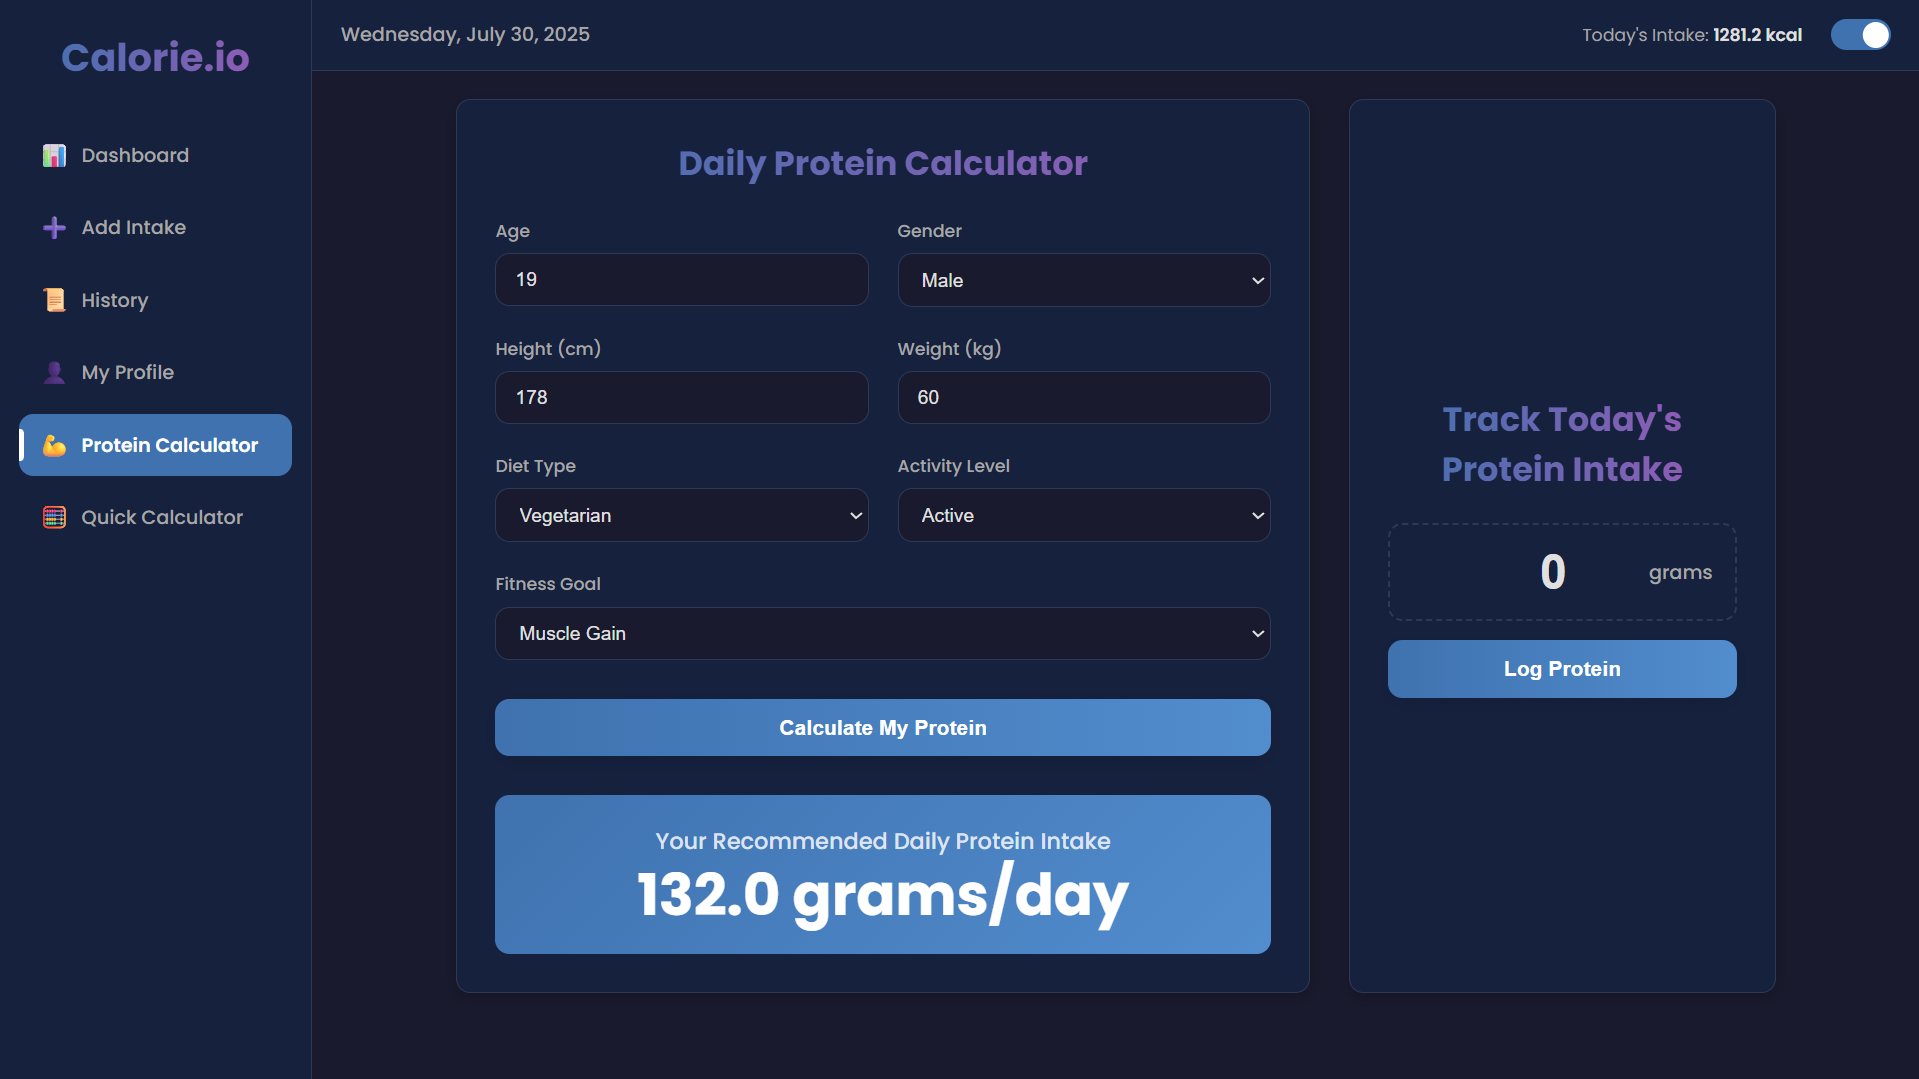 Calorie.io
Dashboard
Add Intake
History
My Profile
Protein Calculator
Quick Calculator
Wednesday, July 30, 2025
Today's Intake: 1281.2 kcal
Daily Protein Calculator
Age
Gender
19
Male
Height (cm)
Weight (kg)
178
60
Diet Type
Activity Level
Vegetarian
Active
Fitness Goal
Muscle Gain
Calculate My Protein
Your Recommended Daily Protein Intake
132.0 grams/day
Track Today's
Protein Intake
0 grams
Log Protein